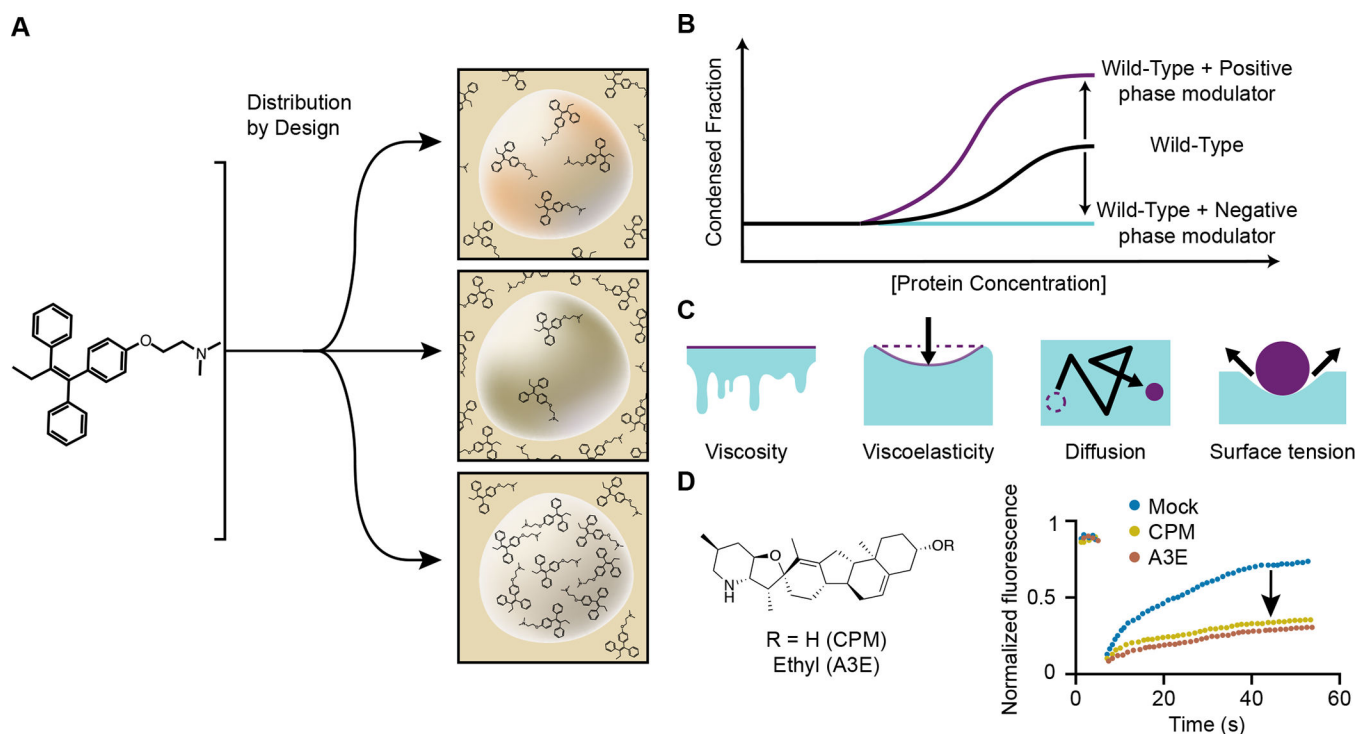 A
Distribution
by Design
O
N
B
Condensed Fraction
Wild-Type + Positive
phase modulator
Wild-Type
Wild-Type + Negative
phase modulator
[Protein Concentration]
C
Viscosity
Viscoelasticity
Diffusion
Surface tension
D
O
N
H
OR
R = H (CPM)
Ethyl (A3E)
Mock
CPM
A3E
Normalized fluorescence
1
0.5
0
0
20
40
60
Time (s)